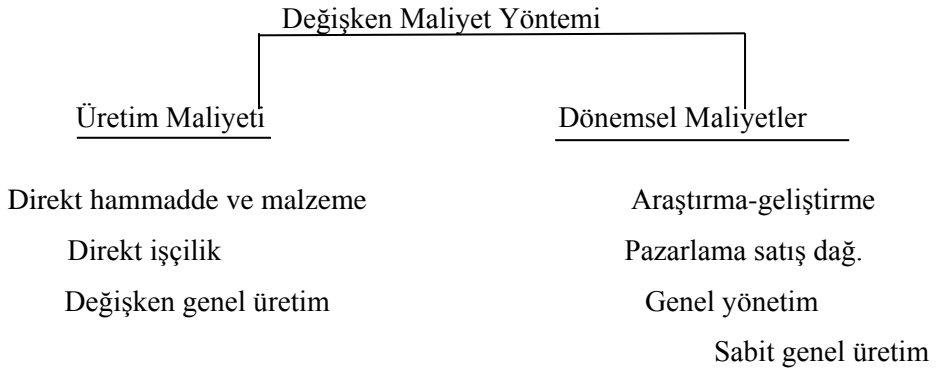 Değişken Maliyet Yöntemi
Üretim Maliyeti Dönemsel Maliyetler
Direkt hammadde ve malzeme Araştırma-geliştirme
Direkt işçilik Pazarlama satış dağ.
Değişken genel üretim Genel yönetim
Sabit genel üretim